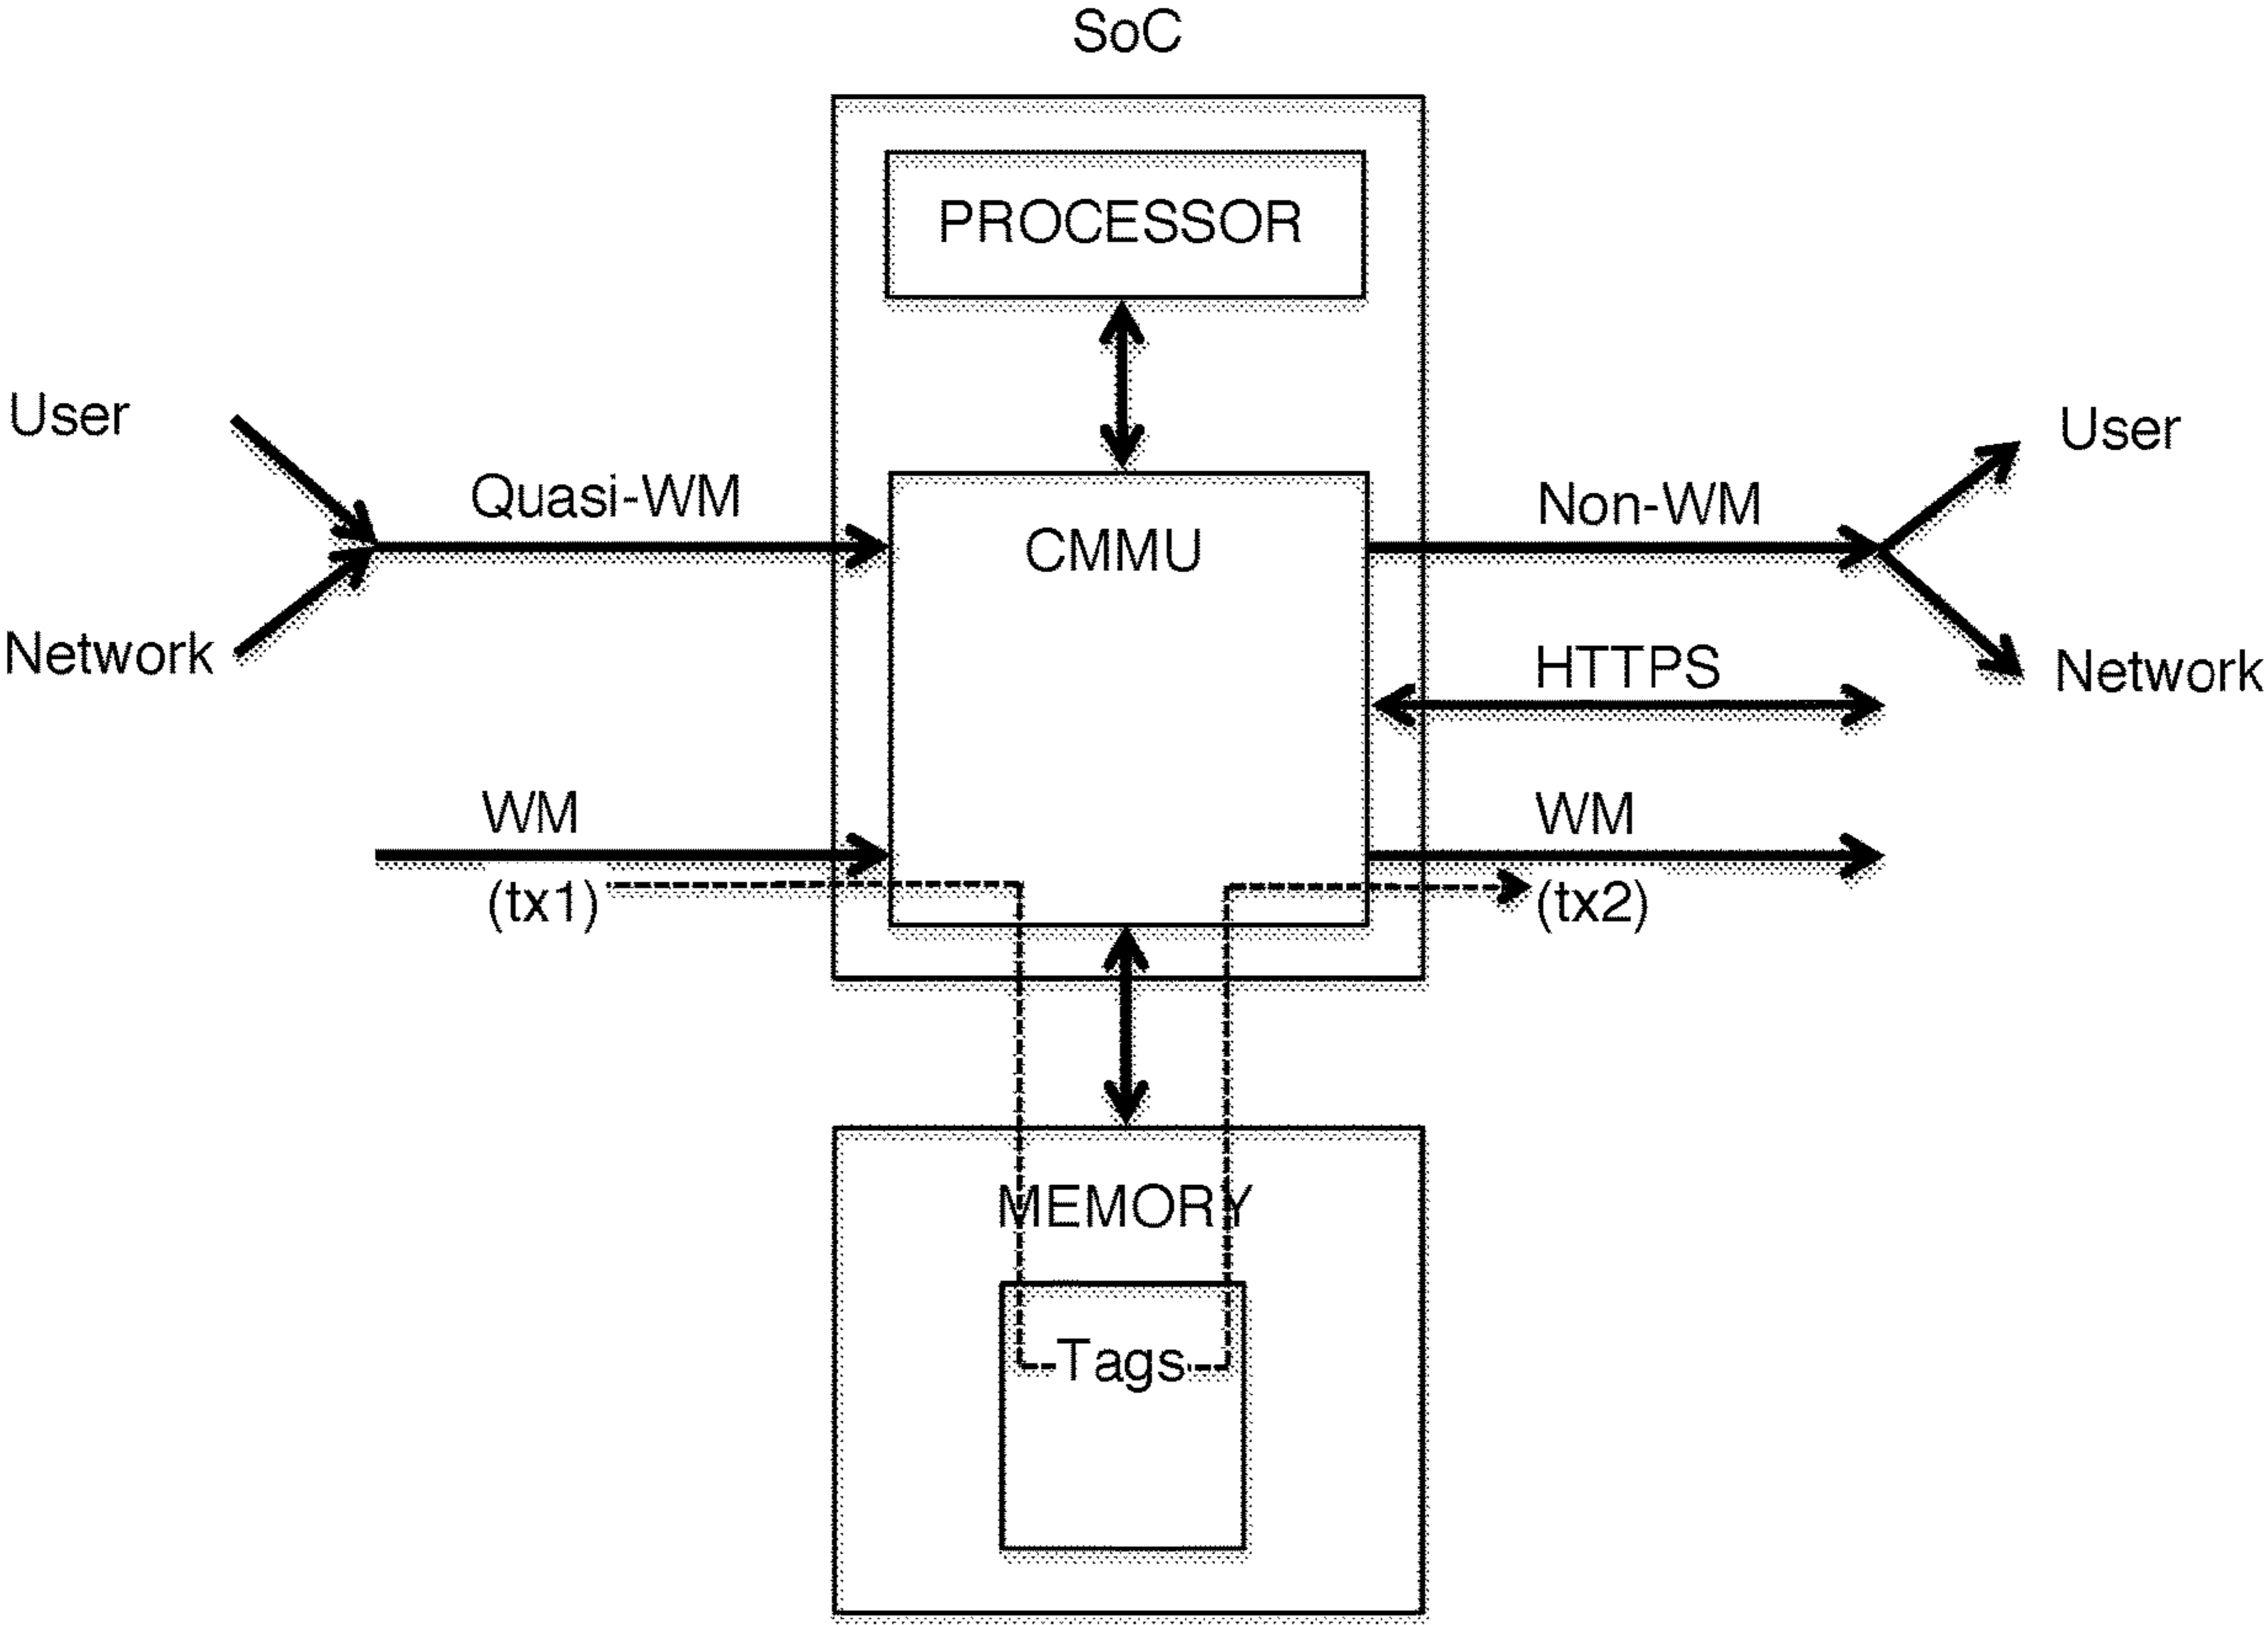 SoC
PROCESSOR
User
User
Quasi-WM
Non-WM
CMMU
Network
HTTPS
Network
WM
WM
(tx1)
(tx2)
MEMORY
Tags